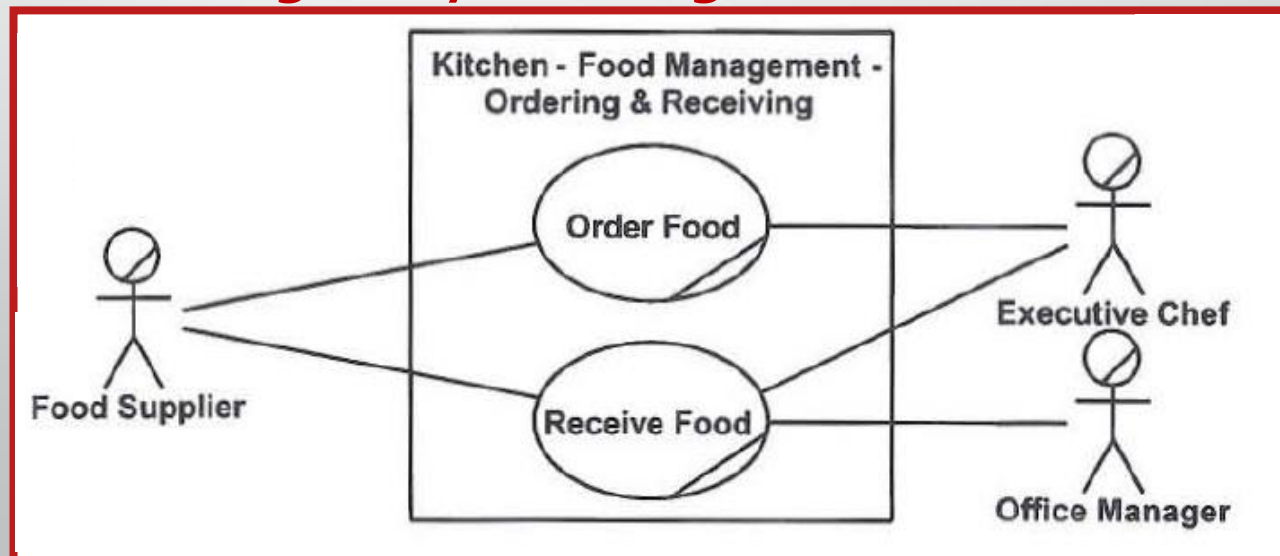 Kitchen - Food Management -
Ordering & Receiving
Order Food
Executive Chef
Food Supplier
Receive Food
Office Manager